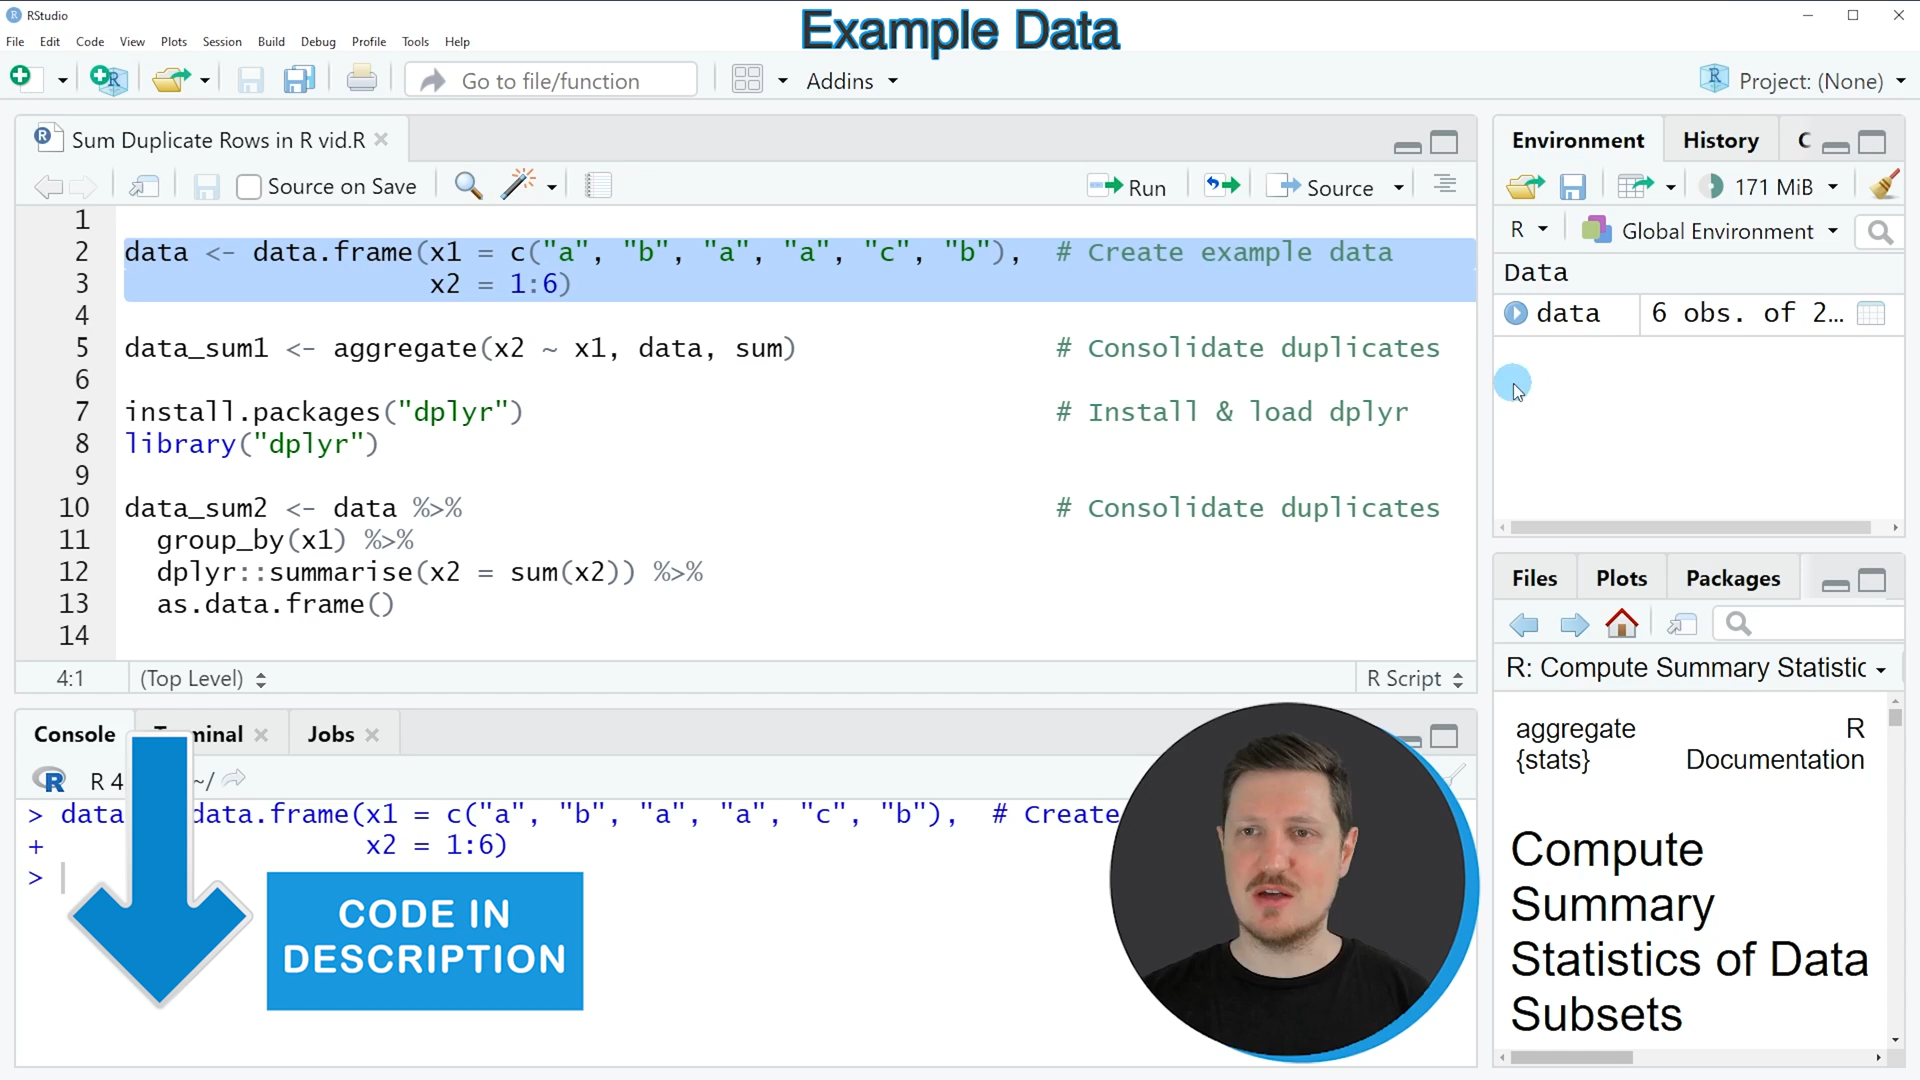 RStudio
Example Data
File Edit Code View Plots Session Build Debug Profile Tools Help
Go to file/function
Addins
Project: (None)
Sum Duplicate Rows in R vid.R
Source on Save
Run
Source
1
2 data <- data.frame(x1 = c("a", "b", "a", "a", "c", "b"), # Create example data
3 x2 = 1:6)
4
5 data_sum1 <- aggregate(x2 ~ x1, data, sum) # Consolidate duplicates
6
7 install.packages("dplyr") # Install & load dplyr
8 library("dplyr")
9
10 data_sum2 <- data %>% # Consolidate duplicates
11 group_by(x1) %>%
12 dplyr::summarise(x2 = sum(x2)) %>%
13 as.data.frame()
14
4:1 (Top Level) R Script
Console Terminal Jobs
R 4 ~/
> data data.frame(x1 = c("a", "b", "a", "a", "c", "b"), # Create
+ x2 = 1:6)
>
CODE IN
DESCRIPTION
Environment History C
171 MiB
R Global Environment
Data
data 6 obs. of 2...
Files Plots Packages
R: Compute Summary Statistic
aggregate R
{stats} Documentation
Compute
Summary
Statistics of Data
Subsets